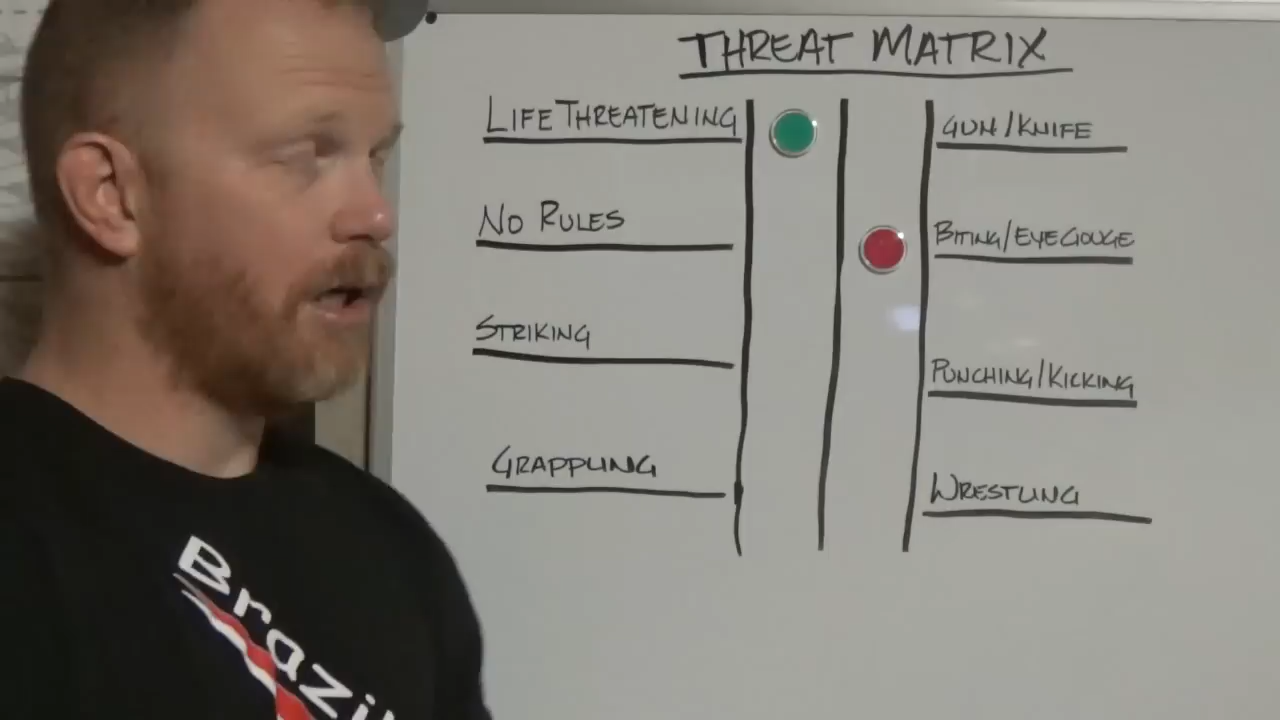 THREAT MATRIX
LIFE THREATENING
GUN/KNIFE
NO RULES
BITING/EYE GOUGE
STRIKING
PUNCHING/KICKING
GRAPPLING
WRESTLING
Brazil